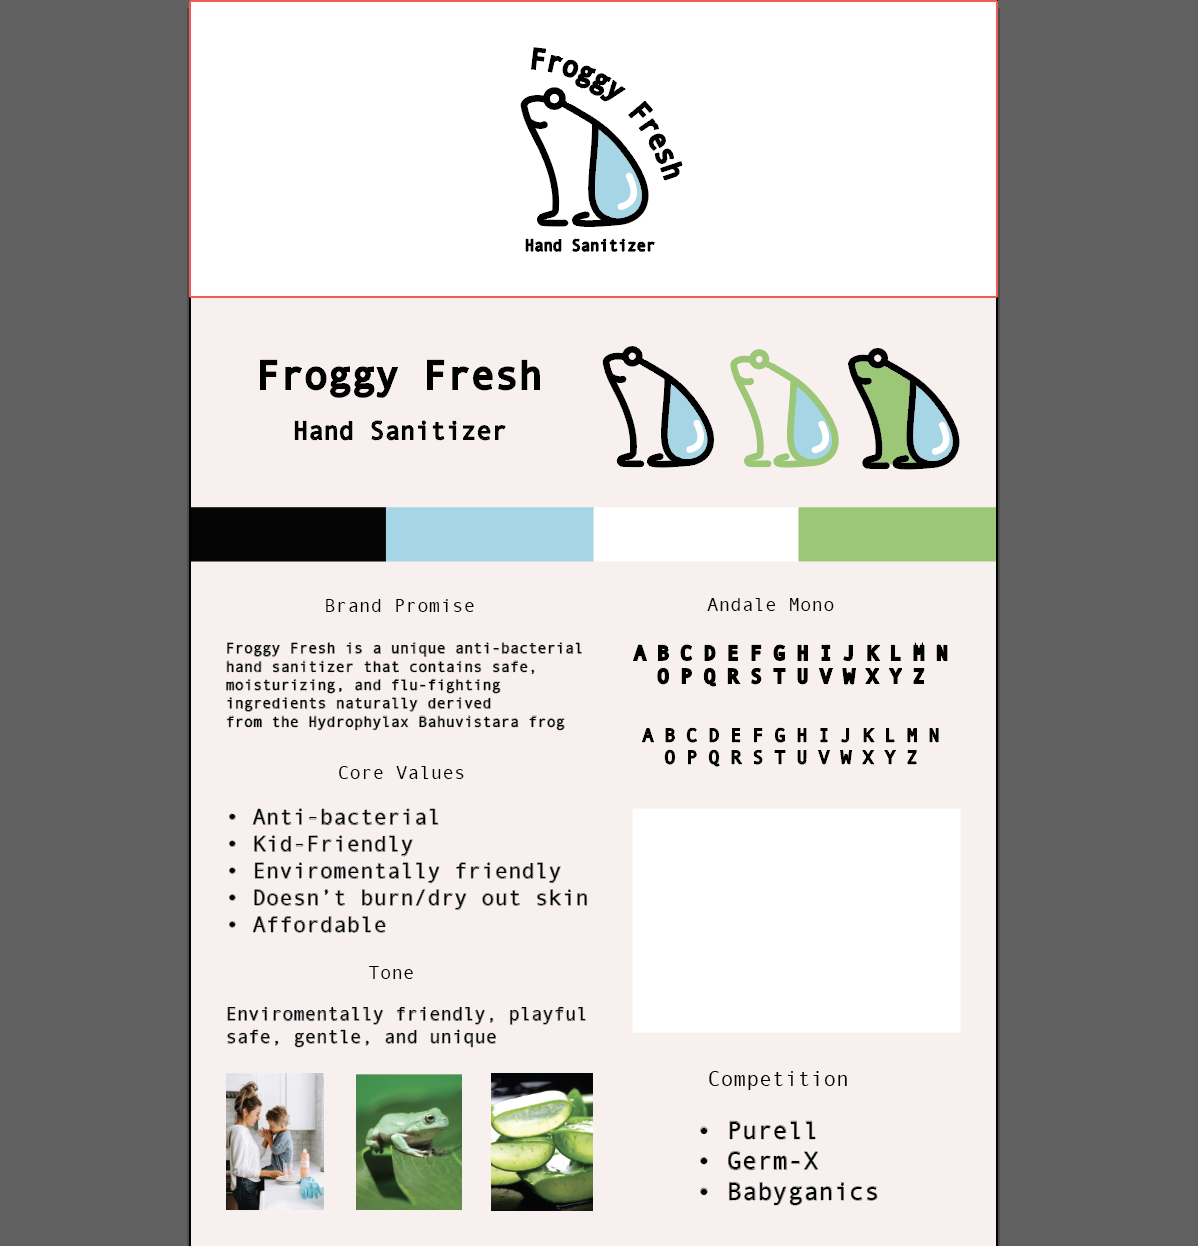 Froggy Fresh
Hand Sanitizer
Froggy Fresh
Hand Sanitizer
Brand Promise
Froggy Fresh is a unique anti-bacterial
hand sanitizer that contains safe,
moisturizing, and flu-fighting
ingredients naturally derived
from the Hydrophylax Bahuvistara frog
Core Values
• Anti-bacterial
• Kid-Friendly
• Enviromentally friendly
• Doesn’t burn/dry out skin
• Affordable
Tone
Enviromentally friendly, playful
safe, gentle, and unique
Andale Mono
A B C D E F G H I J K L M N
O P Q R S T U V W X Y Z
A B C D E F G H I J K L M N
O P Q R S T U V W X Y Z
Competition
• Purell
• Germ-X
• Babyganics